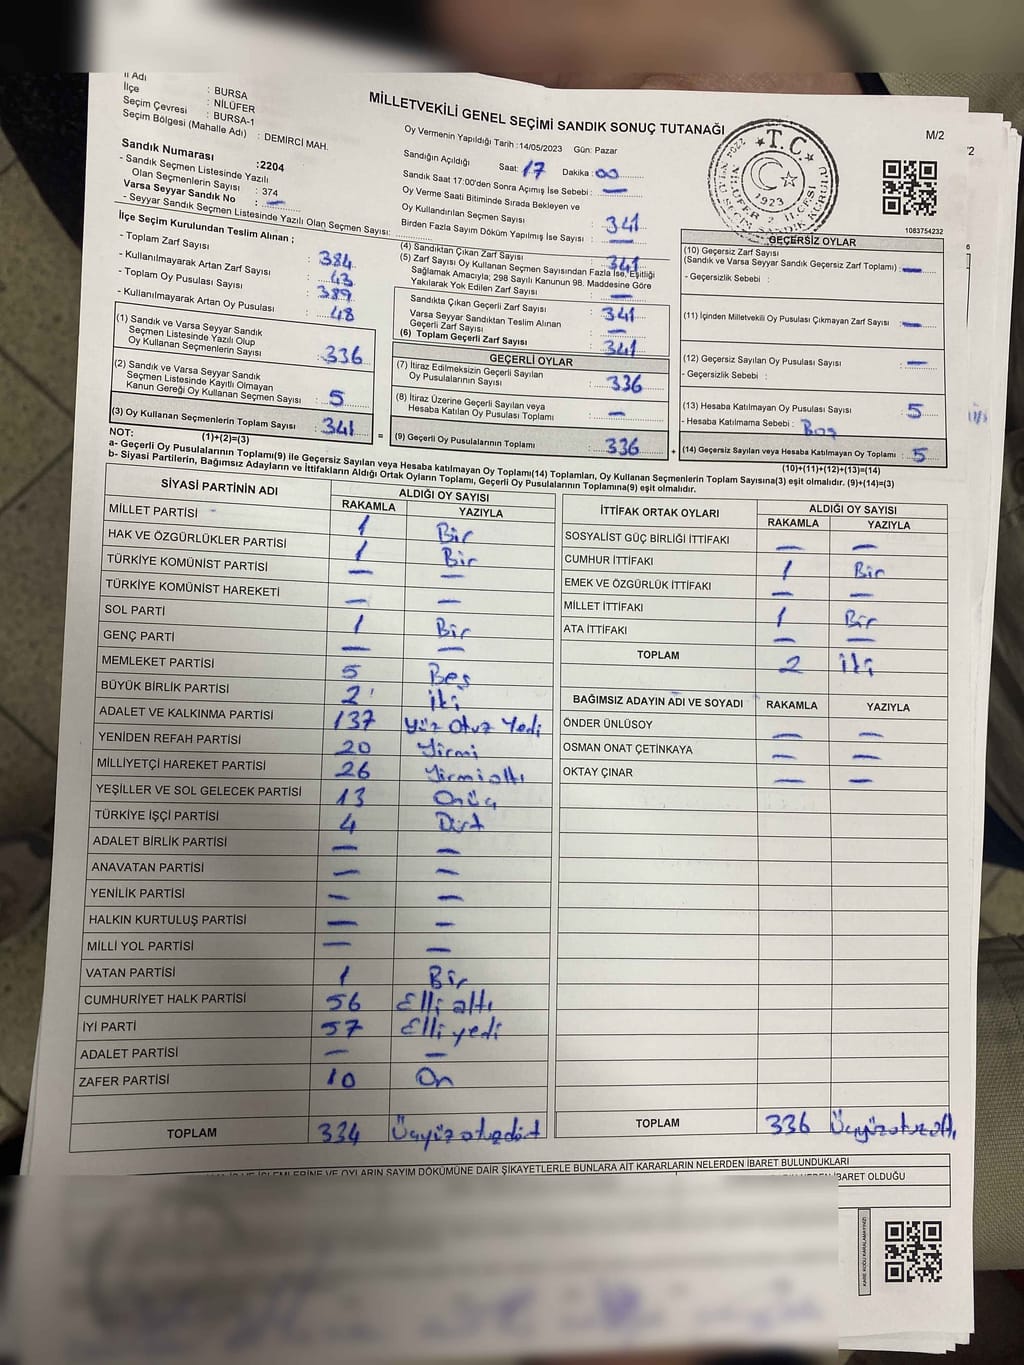 İl Adı : BURSA
İlçe : NİLÜFER
Seçim Çevresi : BURSA-1
Seçim Bölgesi (Mahalle Adı) : DEMİRCİ MAH.
Sandık Numarası :2204
- Sandık Seçmen Listesinde Yazılı
Olan Seçmenlerin Sayısı : 374
Varsa Seyyar Sandık No : —
- Seyyar Sandık Seçmen Listesinde Yazılı Olan Seçmen Sayısı:
MİLLETVEKİLİ GENEL SEÇİMİ SANDIK SONUÇ TUTANAĞI
M/2
Oy Vermenin Yapıldığı Tarih :14/05/2023 Gün: Pazar
Sandığın Açıldığı Saat: 17 Dakika : 00
Sandık Saat 17:00'den Sonra Açımış İse Sebebi : —
Oy Verme Saati Bitiminde Sırada Bekleyen ve
Oy Kullandırılan Seçmen Sayısı : 341
Birden Fazla Sayım Döküm Yapılmış İse Sayısı : —
T.C
1923
1083754232
İlçe Seçim Kurulundan Teslim Alınan ;
- Toplam Zarf Sayısı : 384
- Kullanılmayarak Artan Zarf Sayısı : 43
- Toplam Oy Pusulası Sayısı : 389
- Kullanılmayarak Artan Oy Pusulası : 48
(1) Sandık ve Varsa Seyyar Sandık
Seçmen Listesinde Yazılı Olup
Oy Kullanan Seçmenlerin Sayısı : 336
(2) Sandık ve Varsa Seyyar Sandık
Seçmen Listesinde Kayıtlı Olmayan
Kanun Gereği Oy Kullanan Seçmen Sayısı : 5
(3) Oy Kullanan Seçmenlerin Toplam Sayısı : 341
(1)+(2)=(3)
(4) Sandıktan Çıkan Zarf Sayısı : 341
(5) Zarf Sayısı Oy Kullanan Seçmen Sayısından Fazla İse, Eşitliği
Sağlamak Amacıyla; 298 Sayılı Kanunun 98. Maddesine Göre
Yakılarak Yok Edilen Zarf Sayısı : —
Sandıkta Çıkan Geçerli Zarf Sayısı : 341
Varsa Seyyar Sandıktan Teslim Alınan
Geçerli Zarf Sayısı : —
(6) Toplam Geçerli Zarf Sayısı : 341
GEÇERLİ OYLAR
(7) İtiraz Edilmeksizin Geçerli Sayılan
Oy Pusulalarının Sayısı : 336
(8) İtiraz Üzerine Geçerli Sayılan veya
Hesaba Katılan Oy Pusulası Toplamı : —
= (9) Geçerli Oy Pusulalarının Toplamı : 336 +
GEÇERSİZ OYLAR
(10) Geçersiz Zarf Sayısı
(Sandık ve Varsa Seyyar Sandık Geçersiz Zarf Toplamı) : —
- Geçersizlik Sebebi :
(11) İçinden Milletvekili Oy Pusulası Çıkmayan Zarf Sayısı : —
(12) Geçersiz Sayılan Oy Pusulası Sayısı : —
- Geçersizlik Sebebi :
(13) Hesaba Katılmayan Oy Pusulası Sayısı : 5
- Hesaba Katılmama Sebebi : Boş
(14) Geçersiz Sayılan veya Hesaba Katılmayan Oy Toplamı : 5
(10)+(11)+(12)+(13)=(14)
NOT:
a- Geçerli Oy Pusulalarının Toplamı(9) ile Geçersiz Sayılan veya Hesaba katılmayan Oy Toplamı(14) Toplamları, Oy Kullanan Seçmenlerin Toplam Sayısına(3) eşit olmalıdır. (9)+(14)=(3)
b- Siyasi Partilerin, Bağımsız Adayların ve İttifakların Aldığı Ortak Oyların Toplamı, Geçerli Oy Pusulalarının Toplamına(9) eşit olmalıdır.
SİYASİ PARTİNİN ADI ALDIĞI OY SAYISI
RAKAMLA YAZIYLA
MİLLET PARTİSİ 1 Bir
HAK VE ÖZGÜRLÜKLER PARTİSİ 1 Bir
TÜRKİYE KOMÜNİST PARTİSİ — —
TÜRKİYE KOMÜNİST HAREKETİ — —
SOL PARTİ 1 Bir
GENÇ PARTİ — —
MEMLEKET PARTİSİ 5 Beş
BÜYÜK BİRLİK PARTİSİ 2 iki
ADALET VE KALKINMA PARTİSİ 137 Yüz Otuz Yedi
YENİDEN REFAH PARTİSİ 20 Yirmi
MİLLİYETÇİ HAREKET PARTİSİ 26 Yirmi altı
YEŞİLLER VE SOL GELECEK PARTİSİ 13 Onüç
TÜRKİYE İŞÇİ PARTİSİ 4 Dört
ADALET BİRLİK PARTİSİ — —
ANAVATAN PARTİSİ — —
YENİLİK PARTİSİ — —
HALKIN KURTULUŞ PARTİSİ — —
MİLLİ YOL PARTİSİ — —
VATAN PARTİSİ 1 Bir
CUMHURİYET HALK PARTİSİ 56 Elli altı
İYİ PARTİ 57 Elli yedi
ADALET PARTİSİ — —
ZAFER PARTİSİ 10 On
TOPLAM 334 Üçyüz otuz dört
İTTİFAK ORTAK OYLARI ALDIĞI OY SAYISI
RAKAMLA YAZIYLA
SOSYALİST GÜÇ BİRLİĞİ İTTİFAKI — —
CUMHUR İTTİFAKI 1 Bir
EMEK VE ÖZGÜRLÜK İTTİFAKI — —
MİLLET İTTİFAKI 1 Bir
ATA İTTİFAKI — —
TOPLAM 2 iki
BAĞIMSIZ ADAYIN ADI VE SOYADI RAKAMLA YAZIYLA
ÖNDER ÜNLÜSOY — —
OSMAN ONAT ÇETİNKAYA — —
OKTAY ÇINAR — —
TOPLAM 336 Üçyüz otuz altı
İŞLEMLERİNE VE OYLARIN SAYIM DÖKÜMÜNE DAİR ŞİKAYETLERLE BUNLARA AİT KARARLARIN NELERDEN İBARET BULUNDUKLARI
İBARET OLDUĞU
KARE KODU KARALAMAYINIZ!